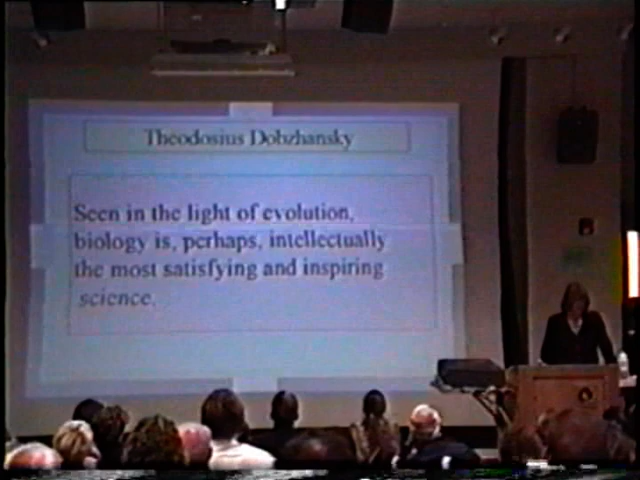 Theodosius Dobzhansky
Seen in the light of evolution,
biology is, perhaps, intellectually
the most satisfying and inspiring
science.